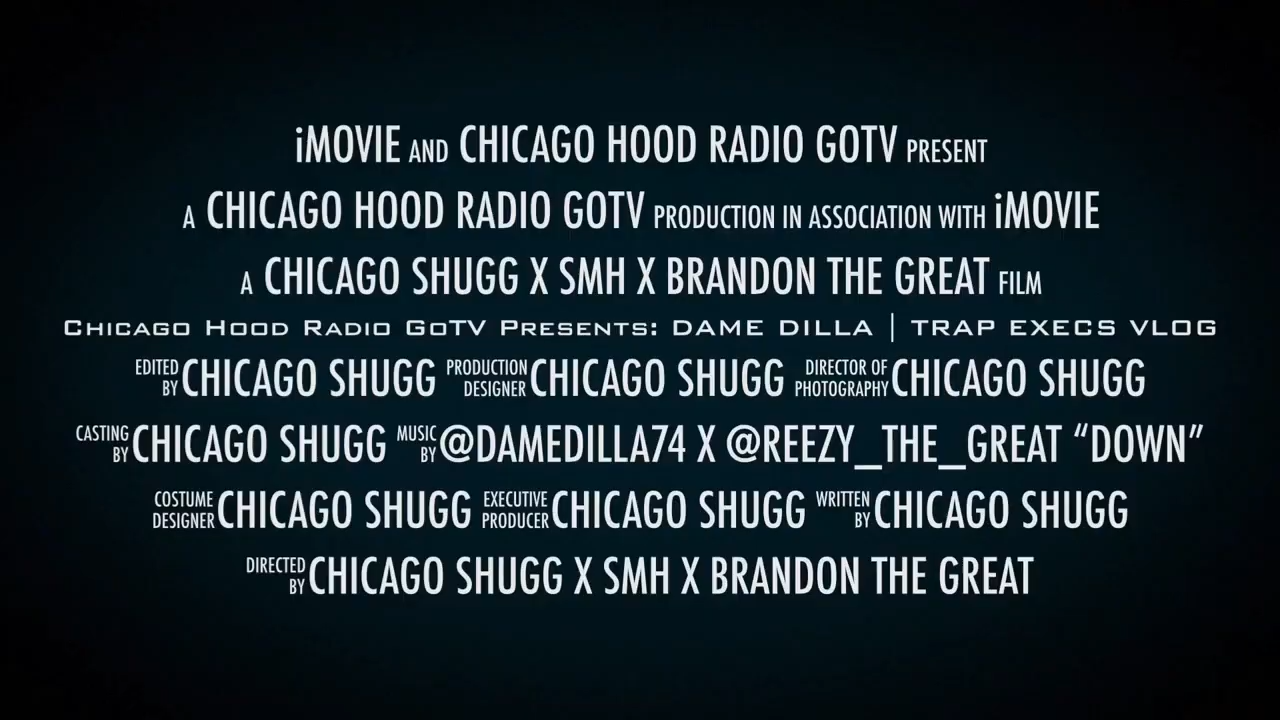 iMOVIE AND CHICAGO HOOD RADIO GOTV PRESENT
A CHICAGO HOOD RADIO GOTV PRODUCTION IN ASSOCIATION WITH iMOVIE
A CHICAGO SHUGG X SMH X BRANDON THE GREAT FILM
CHICAGO HOOD RADIO GOTV PRESENTS: DAME DILLA | TRAP EXECS VLOG
EDITED BY CHICAGO SHUGG PRODUCTION DESIGNER CHICAGO SHUGG DIRECTOR OF PHOTOGRAPHY CHICAGO SHUGG
CASTING BY CHICAGO SHUGG MUSIC BY @DAMEDILLA74 X @REEZY_THE_GREAT “DOWN”
COSTUME DESIGNER CHICAGO SHUGG EXECUTIVE PRODUCER CHICAGO SHUGG WRITTEN BY CHICAGO SHUGG
DIRECTED BY CHICAGO SHUGG X SMH X BRANDON THE GREAT